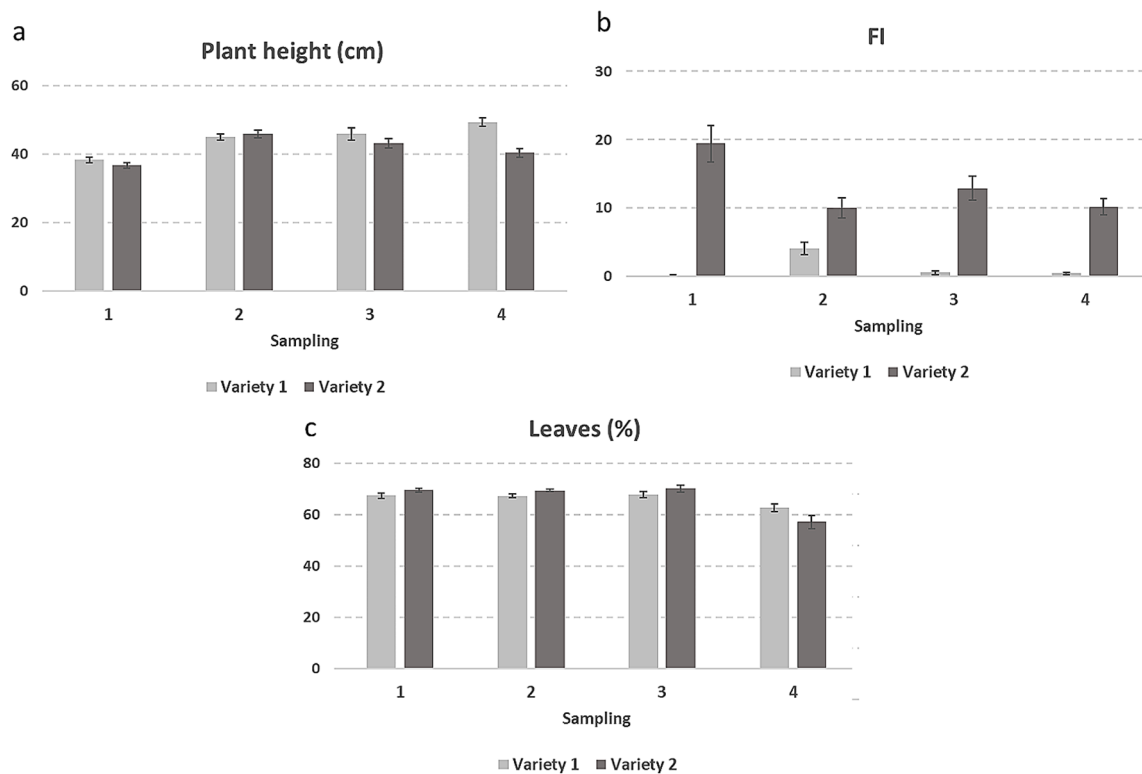 a
Plant height (cm)
60
40
20
0
1 2 3 4
Sampling
Variety 1 Variety 2
b
FI
30
20
10
0
1 2 3 4
Sampling
Variety 1 Variety 2
c
Leaves (%)
80
60
40
20
0
1 2 3 4
Sampling
Variety 1 Variety 2